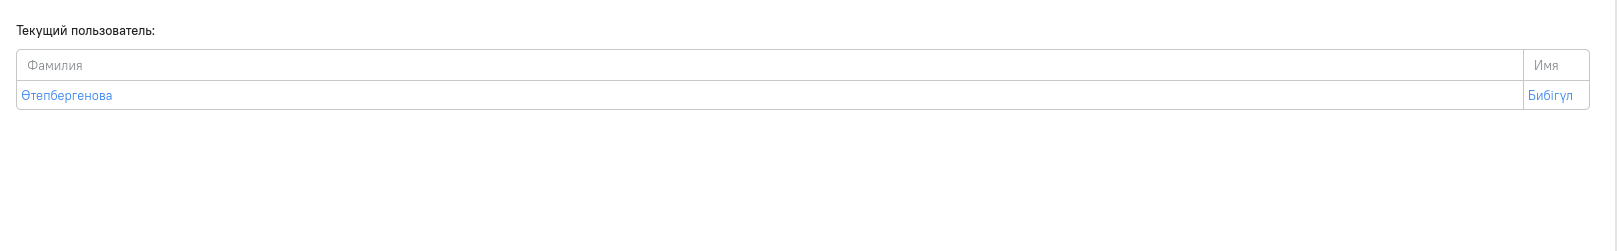 Текущий пользователь:
Фамилия Имя
Өтепбергенова Бибігүл